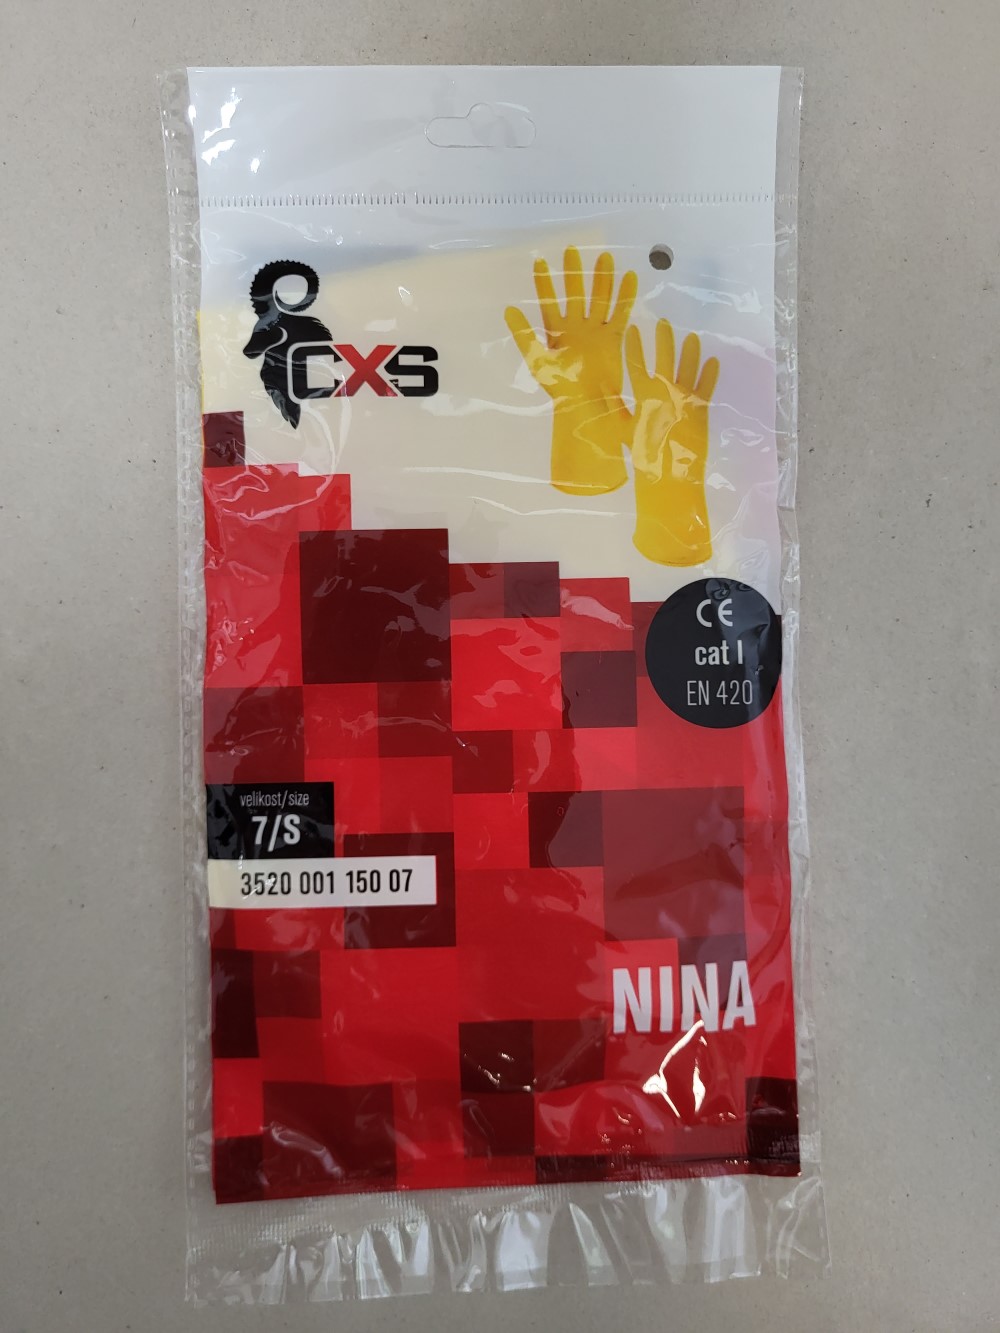 CXS
CE
cat I
EN 420
velikost/size
7/S
3520 001 150 07
NINA